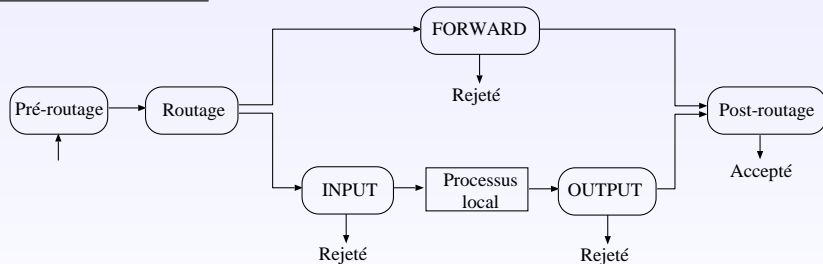 FORWARD
Rejeté
Pré-routage
Routage
Post-routage
Accepté
INPUT
Processus
local
OUTPUT
Rejeté
Rejeté